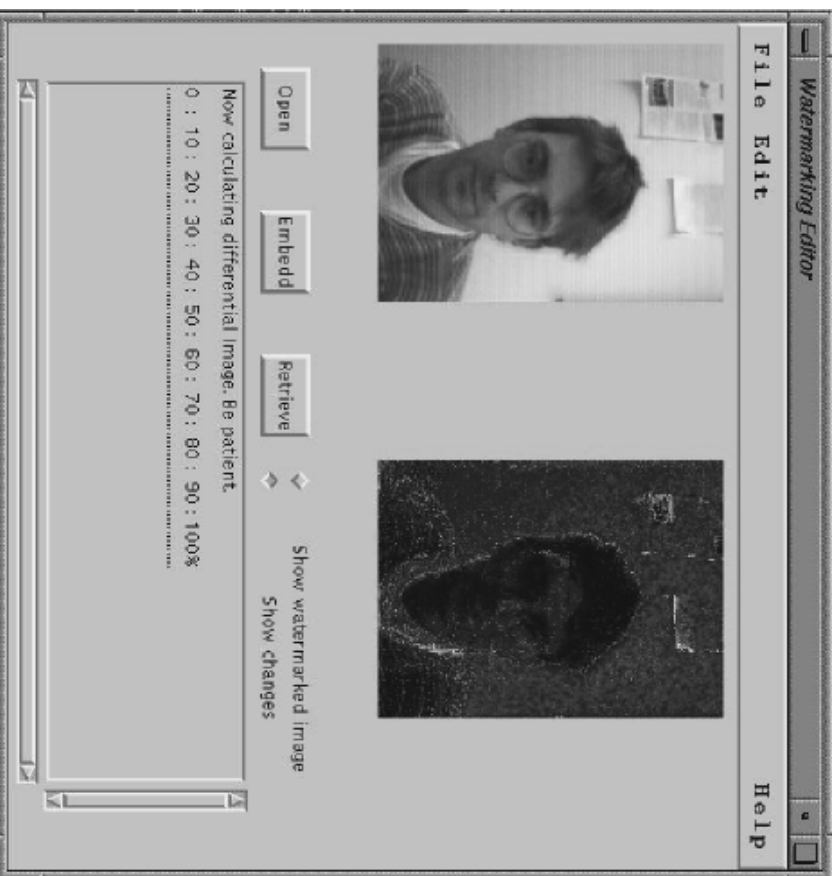 Watermarking Editor
File Edit Help
Open Embedd Retrieve
Show watermarked image
Show changes
Now calculating differential image. Be patient.
0 : 10 : 20 : 30 : 40 : 50 : 60 : 70 : 80 : 90 : 100%